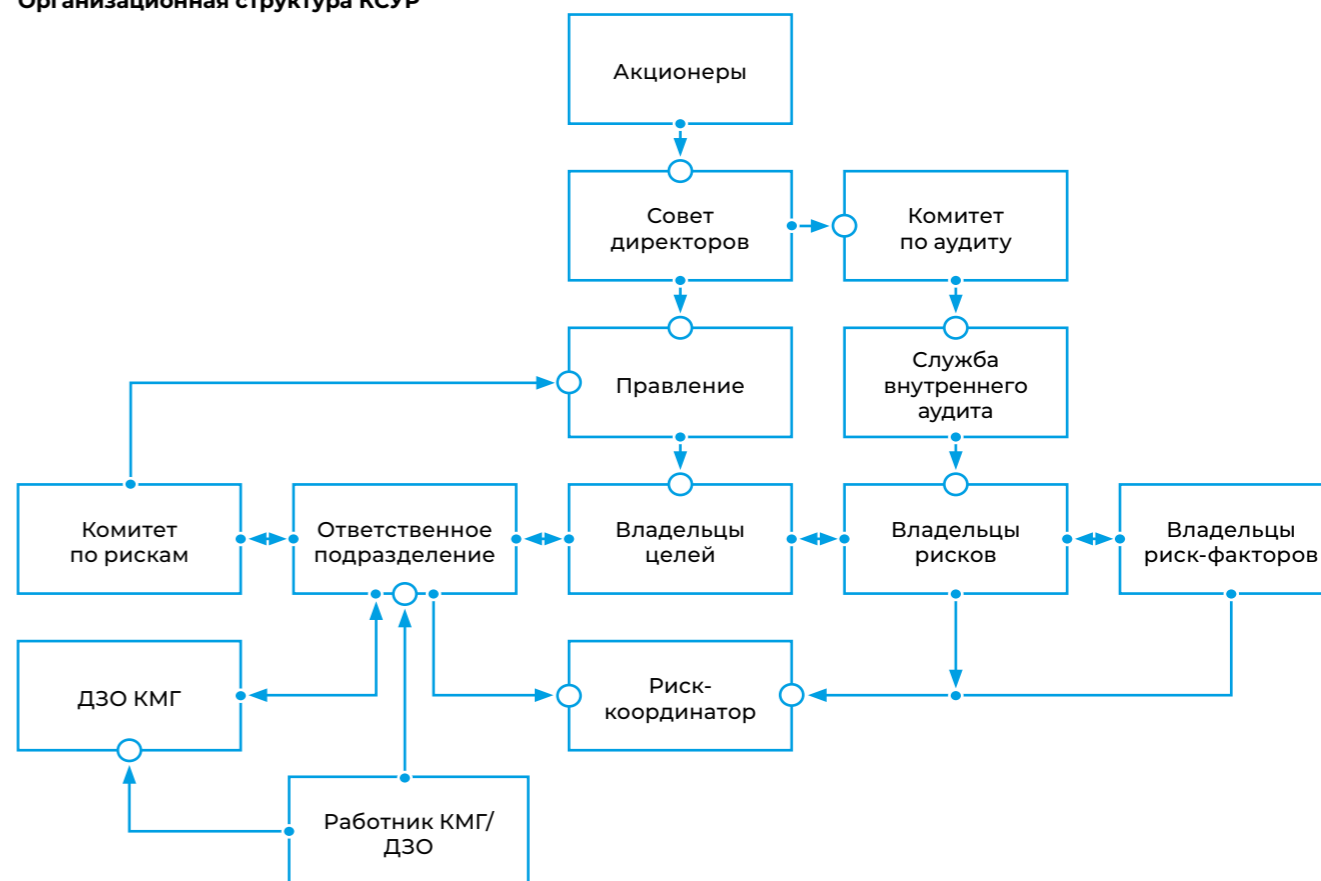 Организационная структура КСУР
Акционеры
Совет
директоров
Комитет
по аудиту
Правление
Служба
внутреннего
аудита
Комитет
по рискам
Ответственное
подразделение
Владельцы
целей
Владельцы
рисков
Владельцы
риск-факторов
ДЗО КМГ
Риск-
координатор
Работник КМГ/
ДЗО